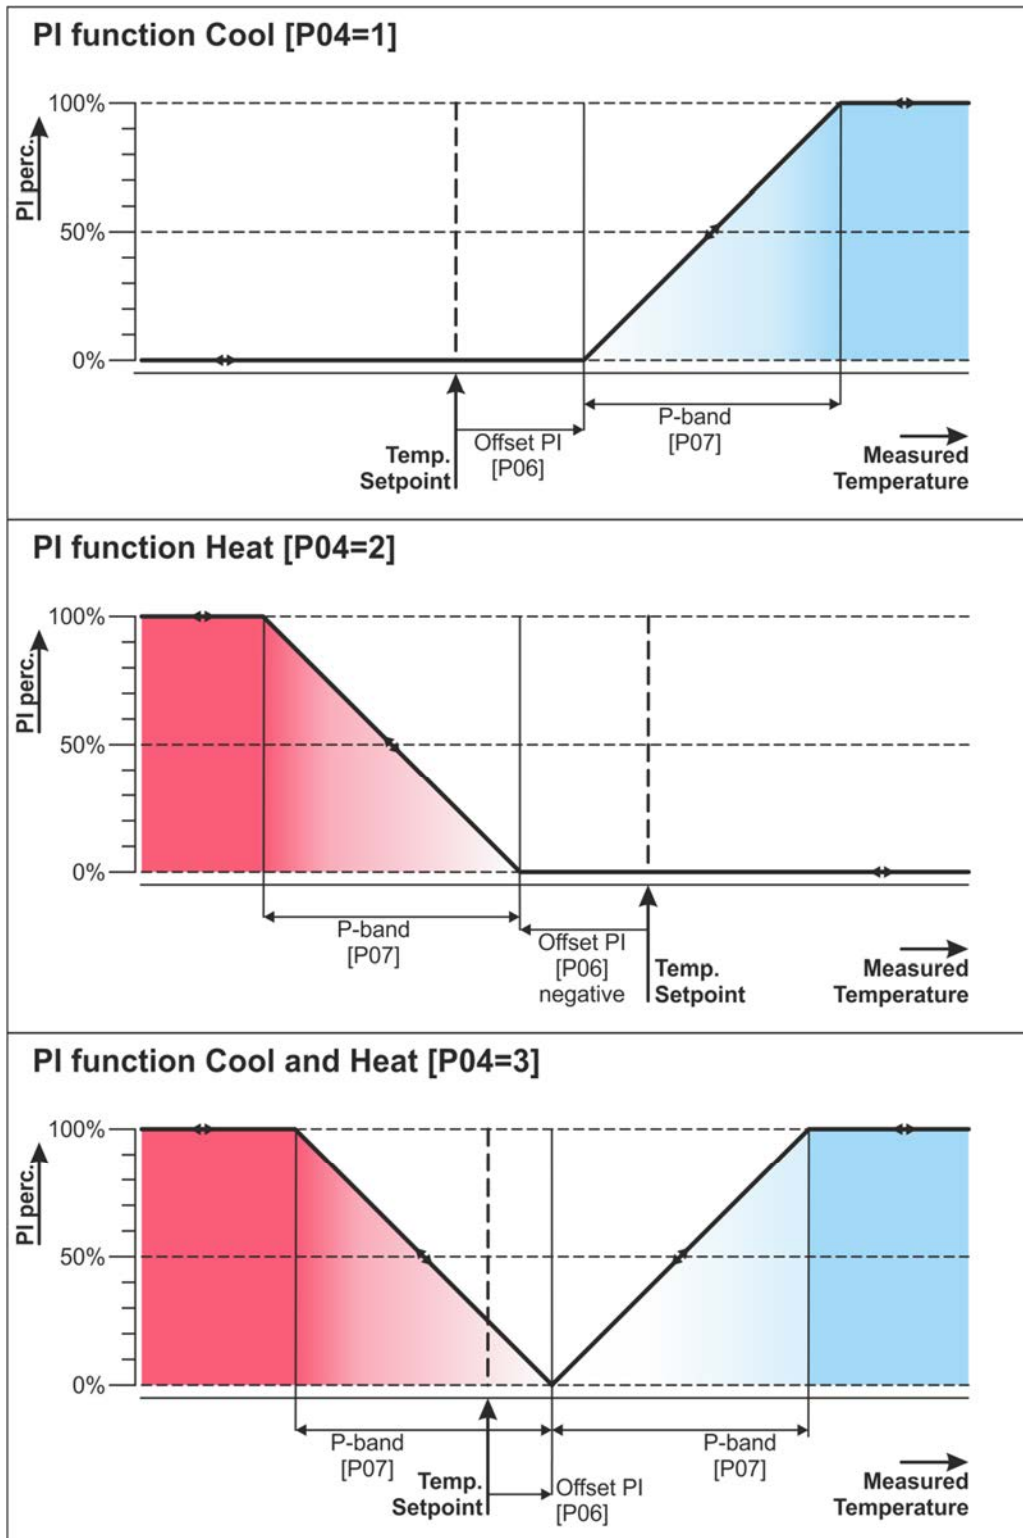 PI function Cool [P04=1]
100%
PI perc.
50%
0%
Temp.
Setpoint
Offset PI
[P06]
P-band
[P07]
Measured
Temperature
PI function Heat [P04=2]
100%
PI perc.
50%
0%
P-band
[P07]
Offset PI
[P06]
negative
Temp.
Setpoint
Measured
Temperature
PI function Cool and Heat [P04=3]
100%
PI perc.
50%
0%
P-band
[P07]
Temp.
Setpoint
Offset PI
[P06]
P-band
[P07]
Measured
Temperature